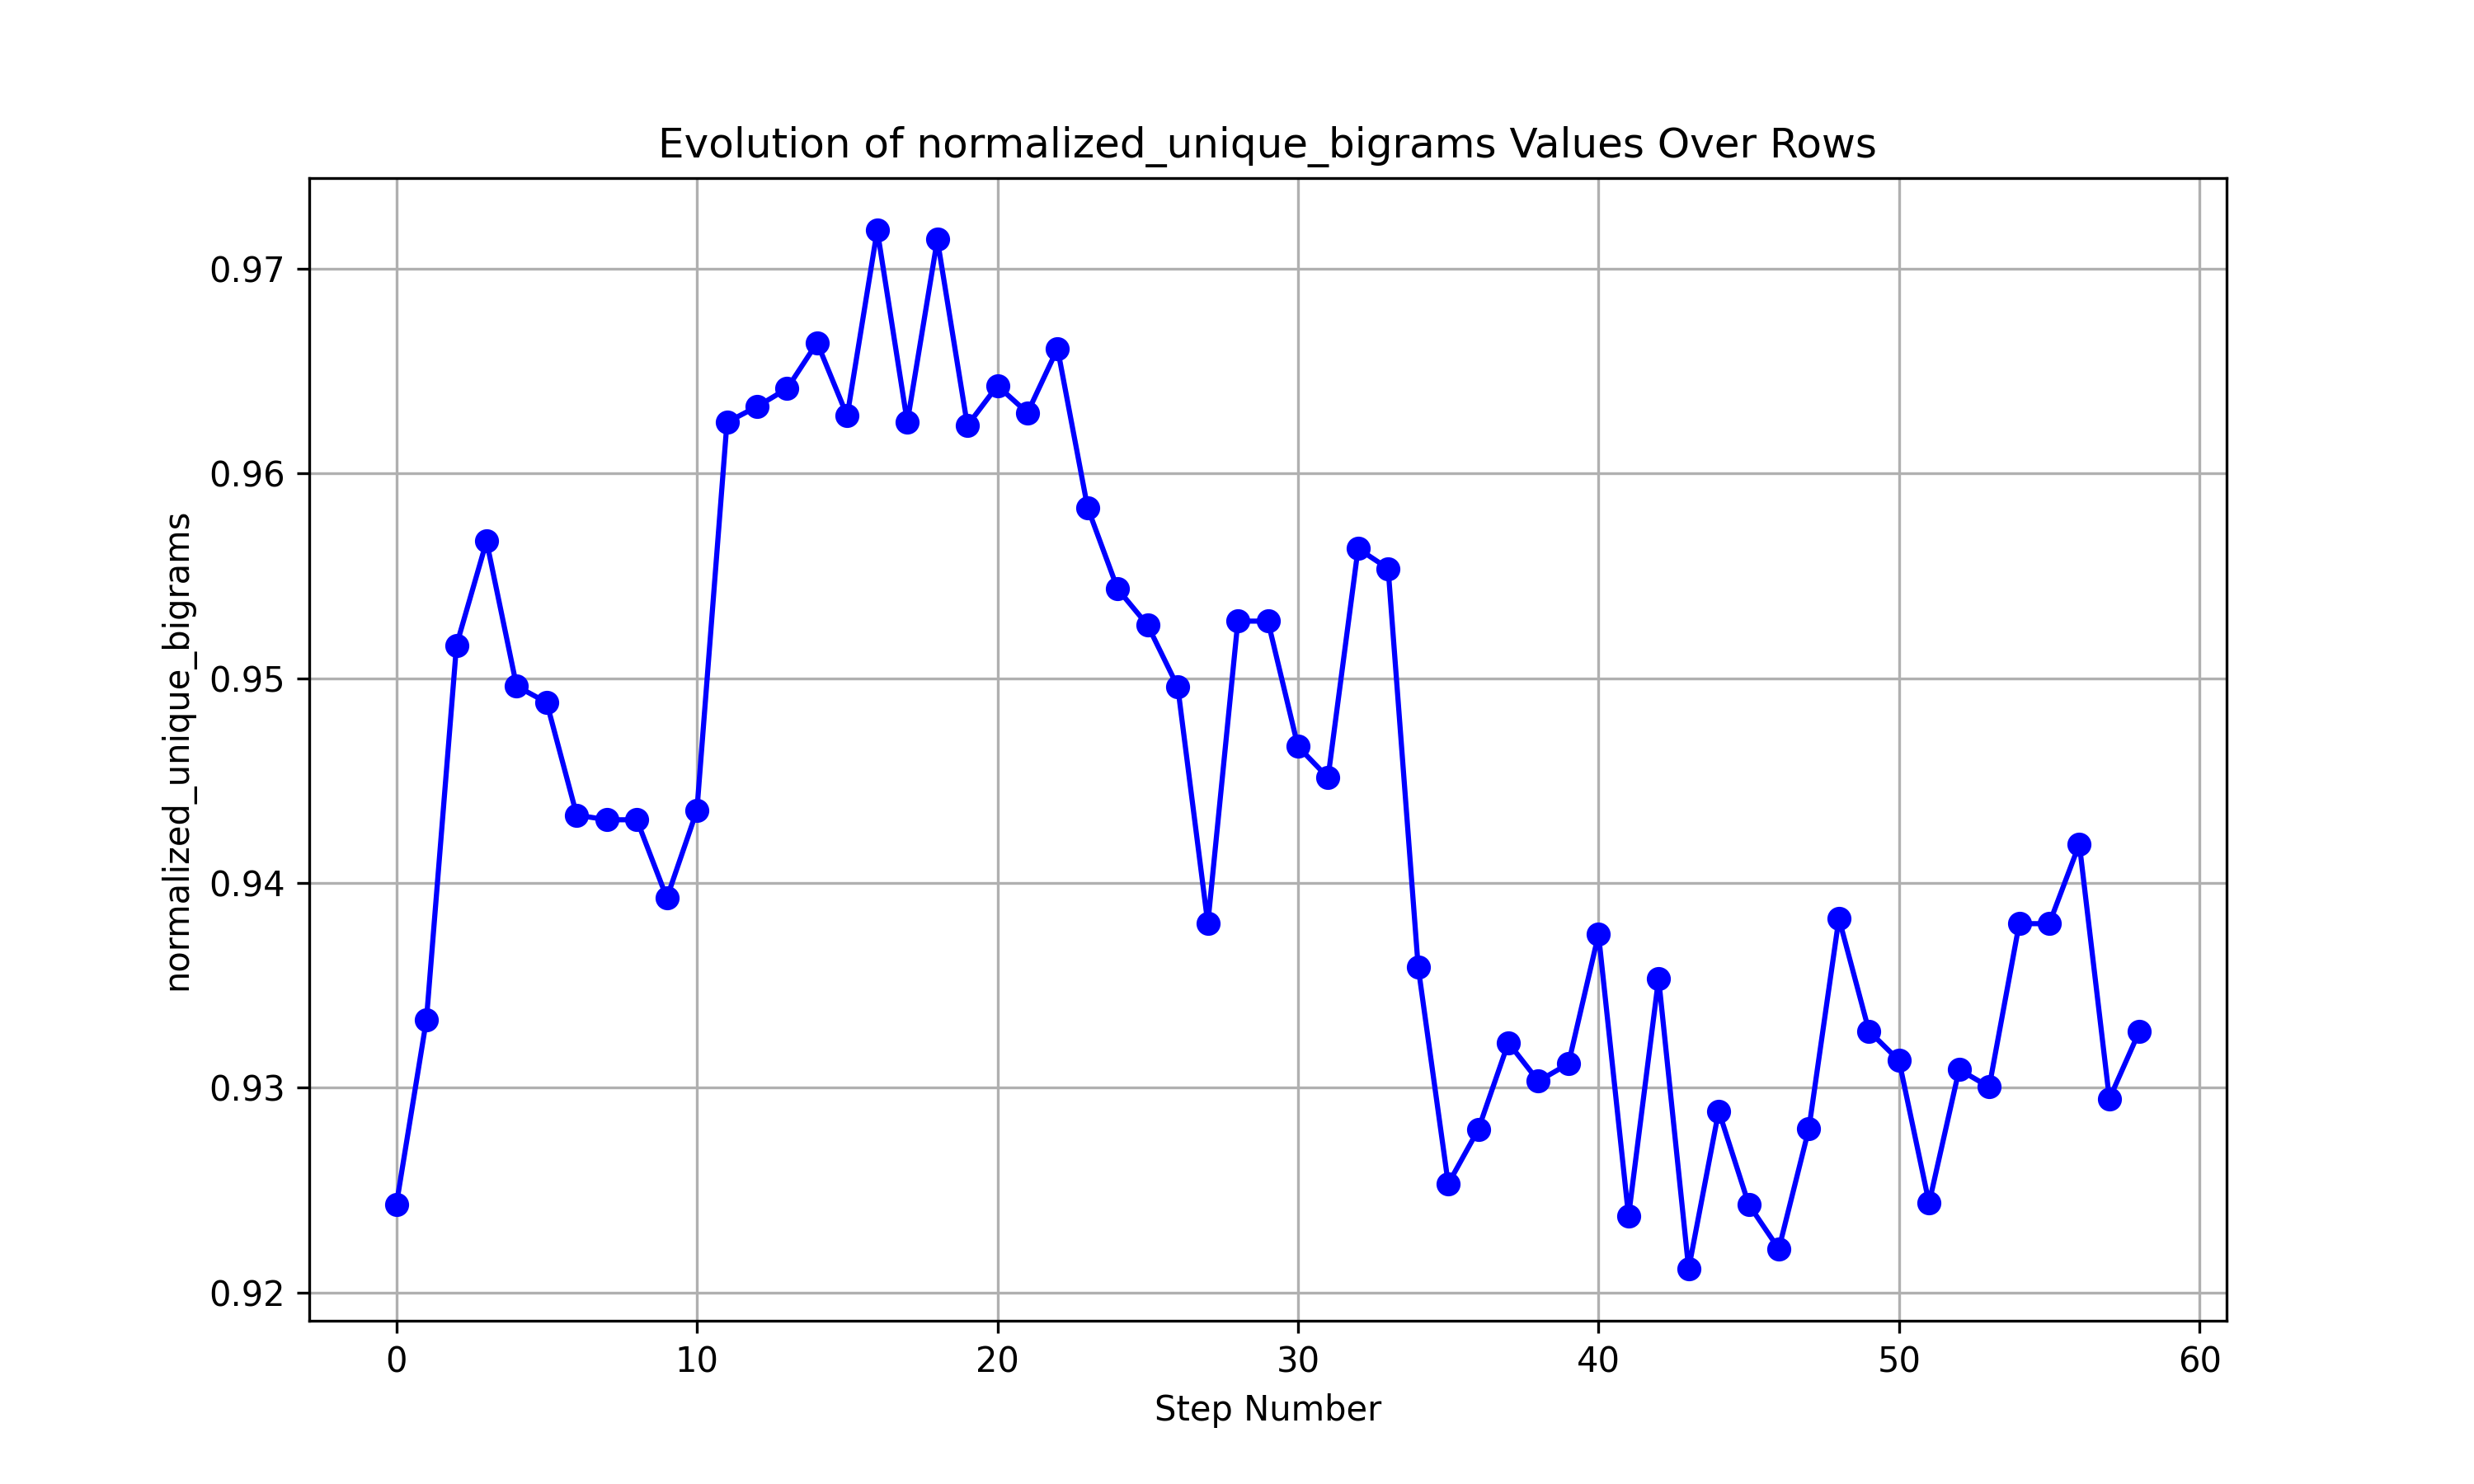 Evolution of normalized_unique_bigrams Values Over Rows
normalized_unique_bigrams
0.97
0.96
0.95
0.94
0.93
0.92
0 10 20 30 40 50 60
Step Number